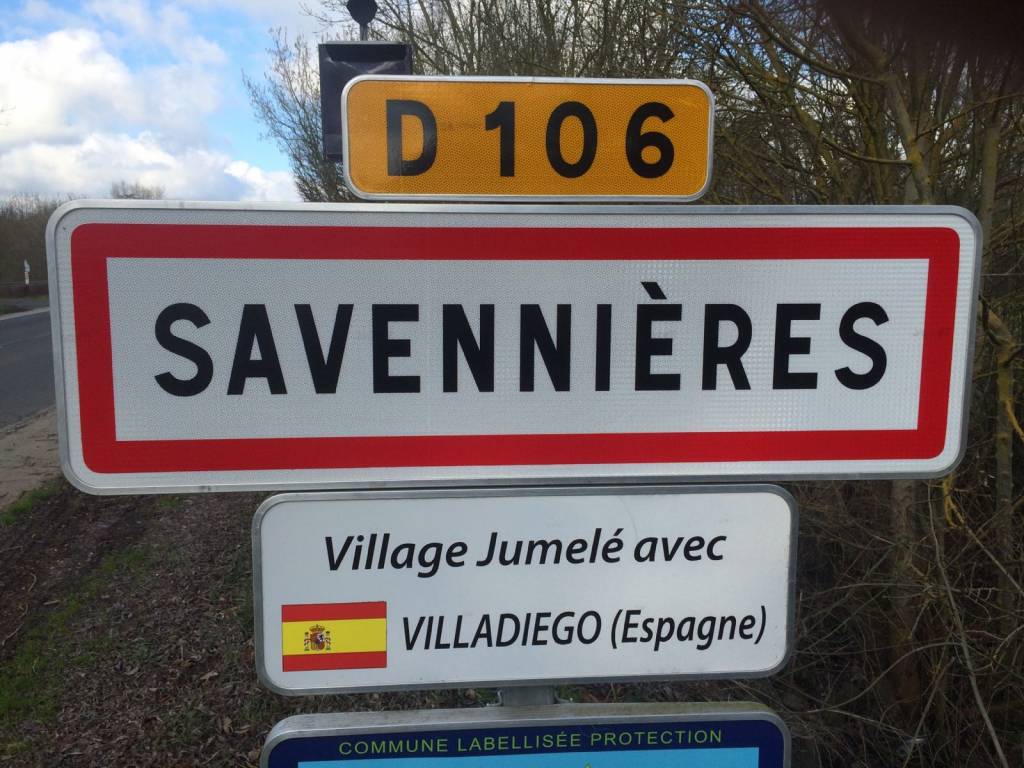 D 106
SAVENNIÈRES
Village Jumelé avec
VILLADIEGO (Espagne)
COMMUNE LABELLISÉE PROTECTION